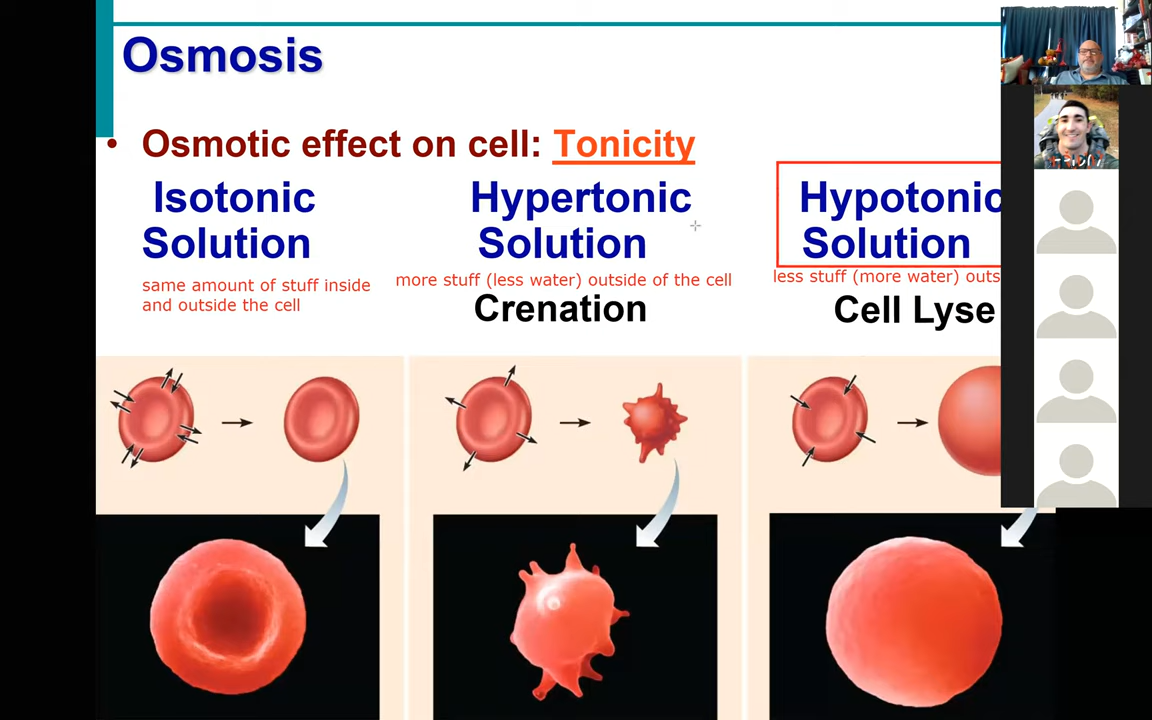 Osmosis
• Osmotic effect on cell: Tonicity
Isotonic
Solution
same amount of stuff inside
and outside the cell
Hypertonic
Solution
more stuff (less water) outside of the cell
Crenation
Hypotonic
Solution
less stuff (more water) outs
Cell Lyse